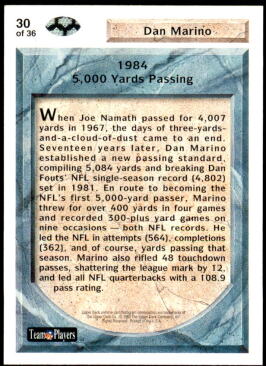 30
of 36
Dan Marino
1984
5,000 Yards Passing
When Joe Namath passed for 4,007
yards in 1967, the days of three-yards-
and-a-cloud-of-dust came to an end.
Seventeen years later, Dan Marino
established a new passing standard,
compiling 5,084 yards and breaking Dan
Fouts' NFL single-season record (4,802)
set in 1981. En route to becoming the
NFL's first 5,000-yard passer, Marino
threw for over 400 yards in four games
and recorded 300-plus yard games on
nine occasions — both NFL records. He
led the NFL in attempts (564), completions
(362), and of course, yards passing that
season. Marino also rifled 48 touchdown
passes, shattering the league mark by 12,
and led all NFL quarterbacks with a 108.9
pass rating.
Team NFL Players